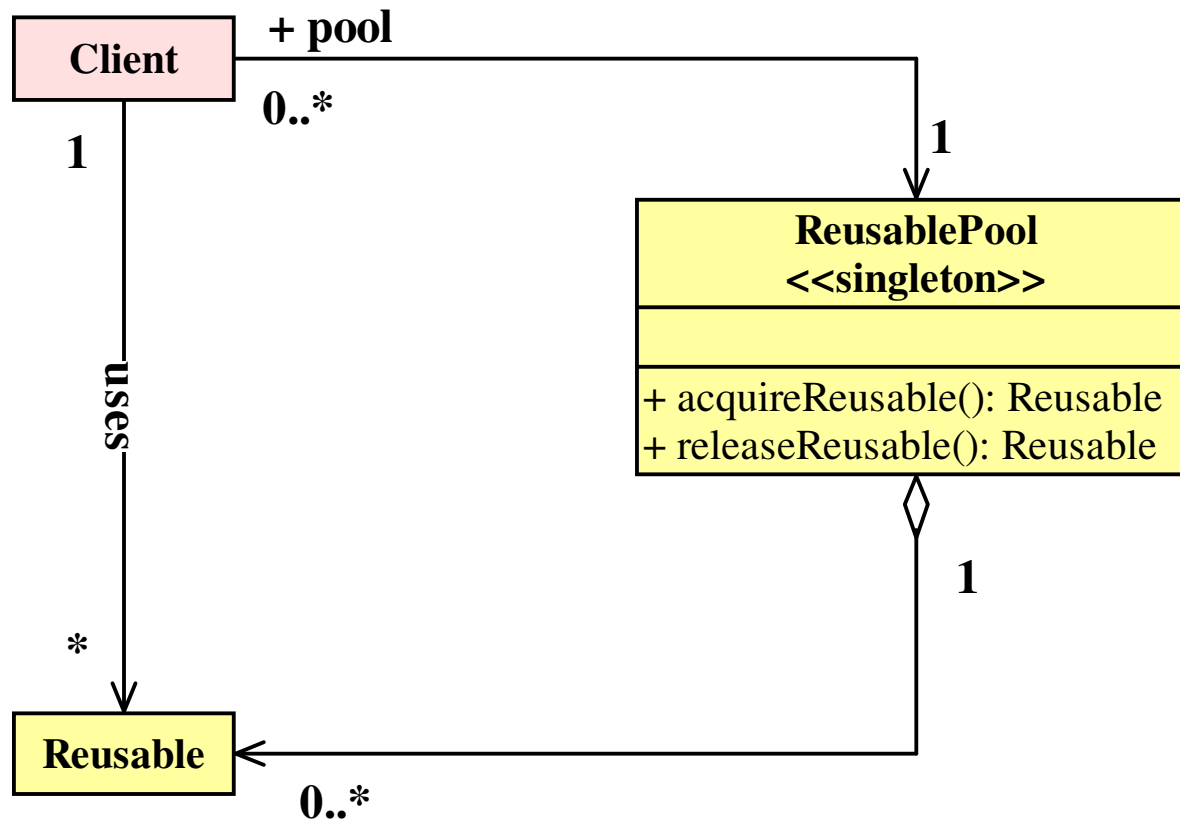 Client
+ pool
0..*
1
1
ReusablePool
<<singleton>>
uses
+ acquireReusable(): Reusable
+ releaseReusable(): Reusable
1
*
Reusable
0..*